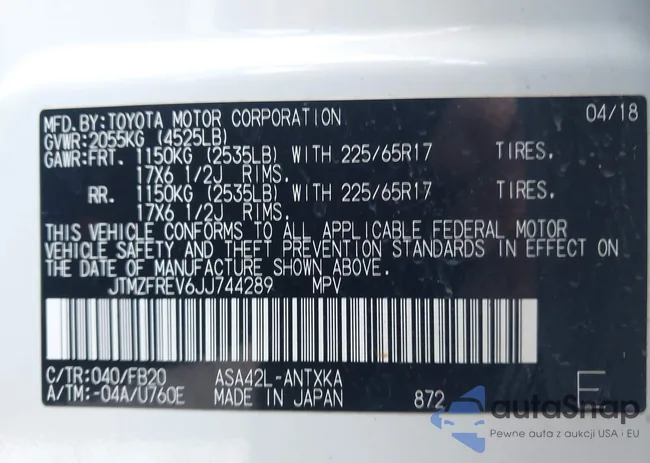 MFD.BY:TOYOTA MOTOR CORPORATION 04/18
GVWR:2055KG (4525LB)
GAWR:FRT. 1150KG (2535LB) WITH 225/65R17 TIRES.
17X6 1/2J RIMS.
RR. 1150KG (2535LB) WITH 225/65R17 TIRES.
17X6 1/2J RIMS.
THIS VEHICLE CONFORMS TO ALL APPLICABLE FEDERAL MOTOR
VEHICLE SAFETY AND THEFT PREVENTION STANDARDS IN EFFECT ON
THE DATE OF MANUFACTURE SHOWN ABOVE.
JTMZFREV6JJ744289 MPV
C/TR:040/FB20 ASA42L-ANTXKA
A/TM:-04A/U760E MADE IN JAPAN 872 E
autoSnap
Pewne auta z aukcji USA i EU